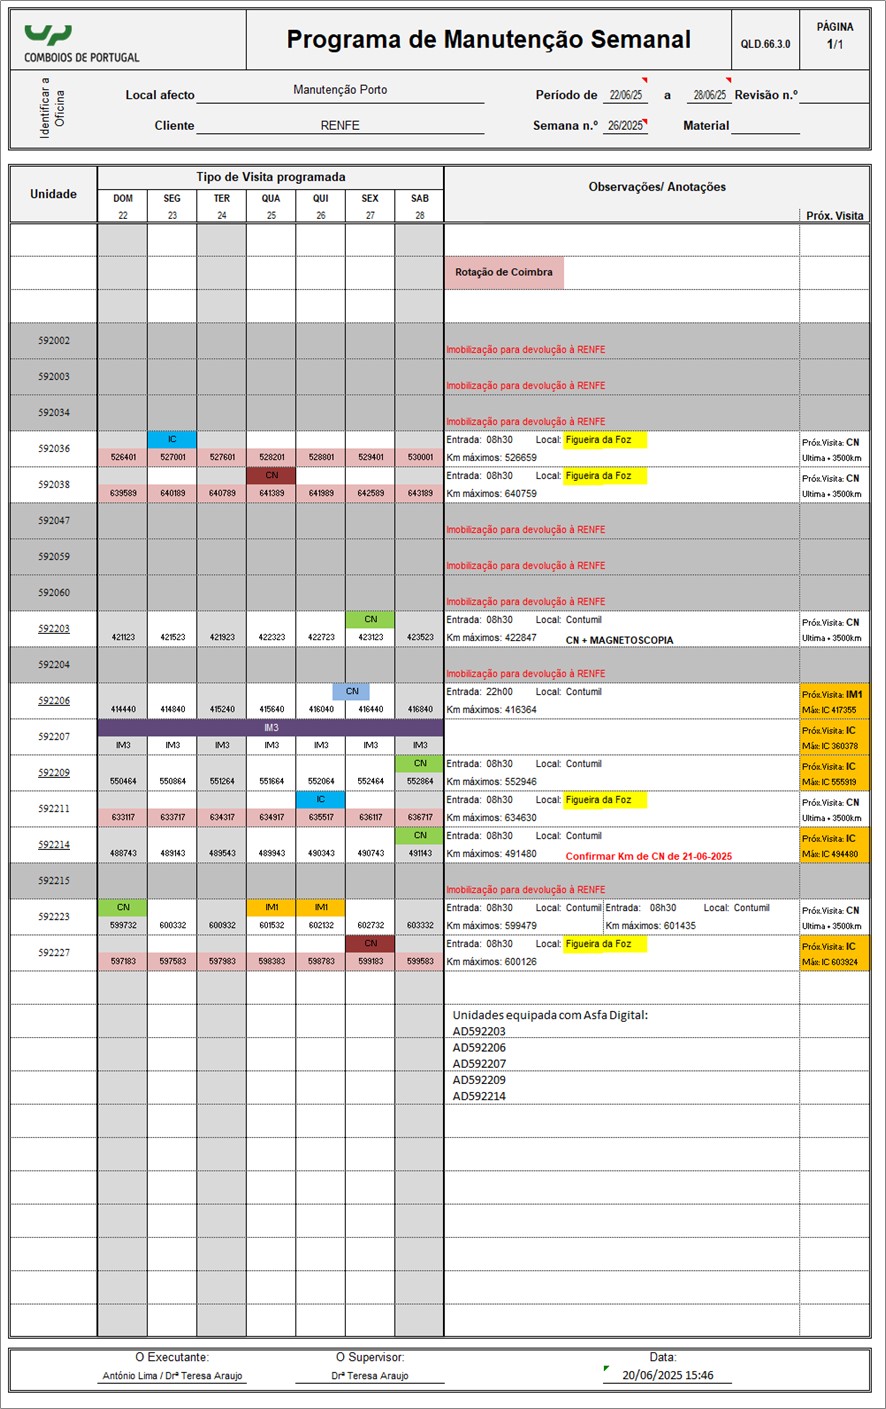 COMBOIOS DE PORTUGAL
Programa de Manutenção Semanal
QLD.66.3.0
PÁGINA
1/1
Identificar a
Oficina
Local afecto Manutenção Porto Período de 22/06/25 a 28/06/25 Revisão n.º
Cliente RENFE Semana n.º 26/2025 Material
Unidade Tipo de Visita programada Observações/ Anotações
DOM SEG TER QUA QUI SEX SAB
22 23 24 25 26 27 28 Próx. Visita
Rotação de Coimbra
592002 Imobilização para devolução à RENFE
592003 Imobilização para devolução à RENFE
592034 Imobilização para devolução à RENFE
592036 IC Entrada: 08h30 Local: Figueira da Foz Próx.Visita: CN
526401 527001 527601 528201 528801 529401 530001 Km máximos: 526659 Ultima + 3500km
592038 CN Entrada: 08h30 Local: Figueira da Foz Próx.Visita: CN
639589 640189 640789 641389 641989 642589 643189 Km máximos: 640759 Ultima + 3500km
592047 Imobilização para devolução à RENFE
592059 Imobilização para devolução à RENFE
592060 Imobilização para devolução à RENFE
592203 CN Entrada: 08h30 Local: Contumil Próx.Visita: CN
421123 421523 421923 422323 422723 423123 423523 Km máximos: 422847 CN + MAGNETOSCOPIA Ultima + 3500km
592204 Imobilização para devolução à RENFE
592206 CN Entrada: 22h00 Local: Contumil Próx.Visita: IM1
414440 414840 415240 415640 416040 416440 416840 Km máximos: 416364 Máx: IC 417355
592207 IM3 Próx.Visita: IC
IM3 IM3 IM3 IM3 IM3 IM3 IM3 Máx: IC 360378
592209 CN Entrada: 08h30 Local: Contumil Próx.Visita: IC
550464 550864 551264 551664 552064 552464 552864 Km máximos: 552946 Máx: IC 555919
592211 IC Entrada: 08h30 Local: Figueira da Foz Próx.Visita: CN
633117 633717 634317 634917 635517 636117 636717 Km máximos: 634630 Ultima + 3500km
592214 CN Entrada: 08h30 Local: Contumil Próx.Visita: IC
488743 489143 489543 489943 490343 490743 491143 Km máximos: 491480 Confirmar Km de CN de 21-06-2025 Máx: IC 494480
592215 Imobilização para devolução à RENFE
592223 CN IM1 IM1 Entrada: 08h30 Local: Contumil Entrada: 08h30 Local: Contumil Próx.Visita: CN
599732 600332 600932 601532 602132 602732 603332 Km máximos: 599479 Km máximos: 601435 Ultima + 3500km
592227 CN Entrada: 08h30 Local: Figueira da Foz Próx.Visita: IC
597183 597583 597983 598383 598783 599183 599583 Km máximos: 600126 Máx: IC 603924
Unidades equipada com Asfa Digital:
AD592203
AD592206
AD592207
AD592209
AD592214
O Executante: O Supervisor: Data:
António Lima / Drª Teresa Araujo Drª Teresa Araujo 20/06/2025 15:46